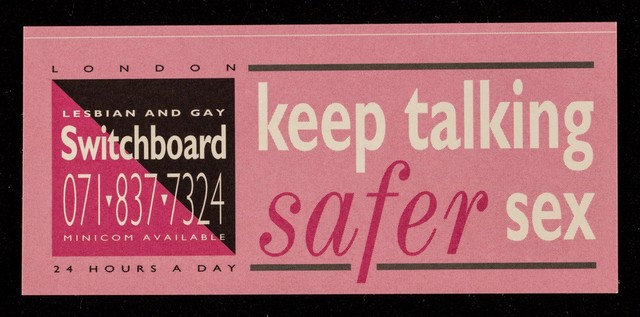 LONDON
LESBIAN AND GAY
Switchboard
071▾837▾7324
MINICOM AVAILABLE
24 HOURS A DAY
keep talking
safer sex